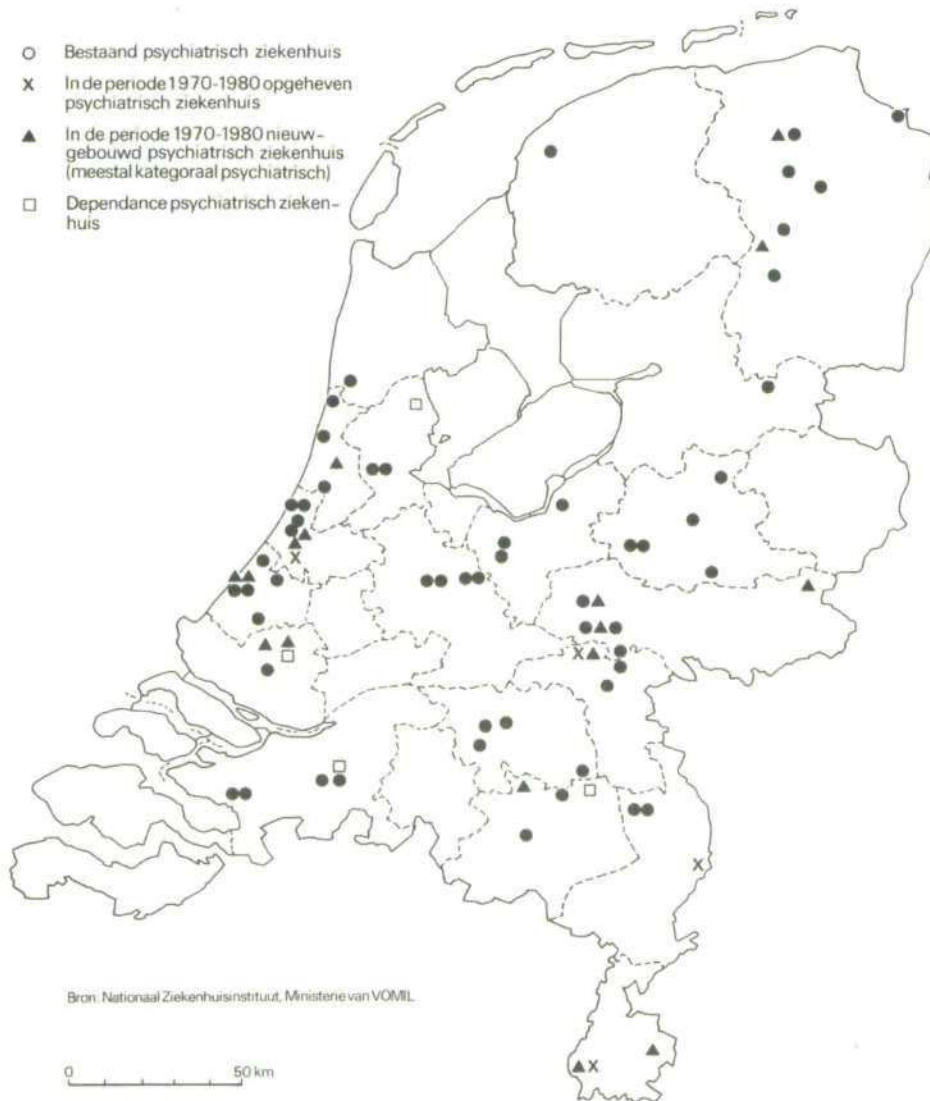 Bestaand psychiatrisch ziekenhuis
X In de periode 1970-1980 opgeheven
psychiatrisch ziekenhuis
In de periode 1970-1980 nieuw-
gebouwd psychiatrisch ziekenhuis
(meestal kategoraal psychiatrisch)
Dependance psychiatrisch zieken-
huis
Bron: Nationaal Ziekenhuisinstituut, Ministerie van VOMIL
0 50 km